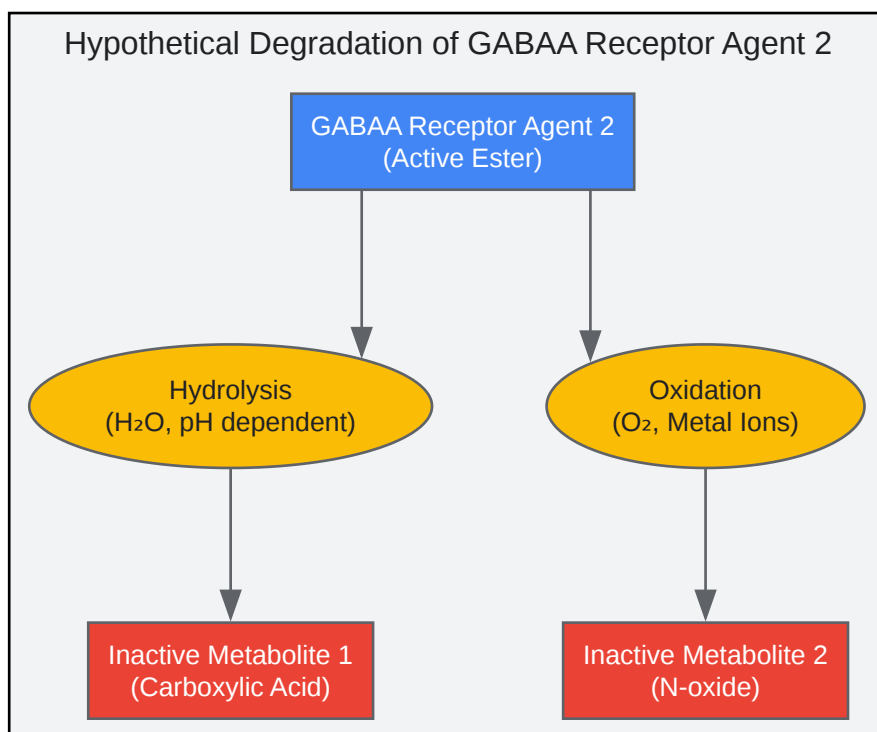 Hypothetical Degradation of GABAA Receptor Agent 2
GABAA Receptor Agent 2
(Active Ester)
Hydrolysis
(H₂O, pH dependent)
Oxidation
(O₂, Metal Ions)
Inactive Metabolite 1
(Carboxylic Acid)
Inactive Metabolite 2
(N-oxide)